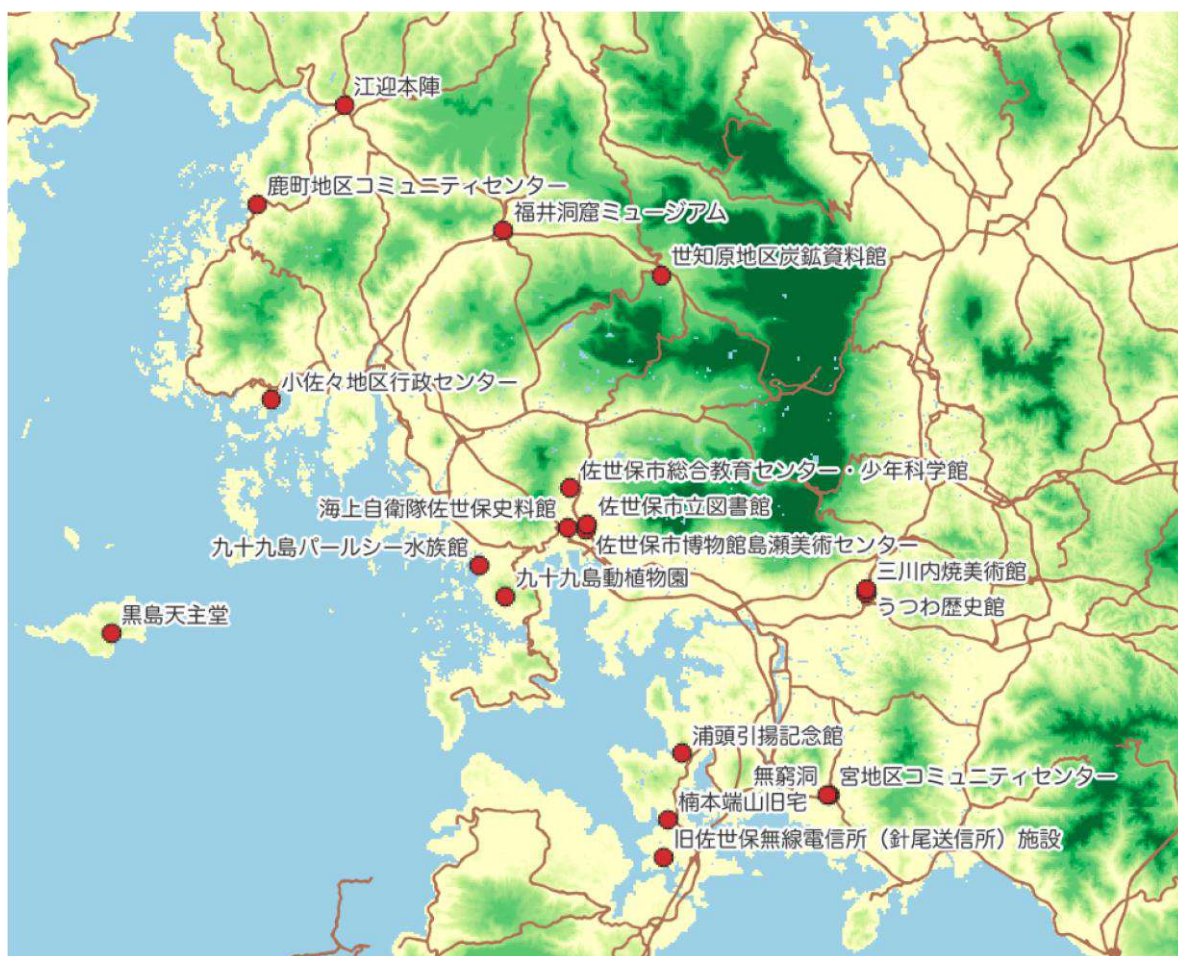 江迎本陣
鹿町地区コミュニティセンター
福井洞窟ミュージアム
世知原地区炭鉱資料館
小佐々地区行政センター
佐世保市総合教育センター・少年科学館
海上自衛隊佐世保史料館
佐世保市立図書館
九十九島パールシー水族館
佐世保市博物館島瀬美術センター
九十九島動植物園
三川内焼美術館
うつわ歴史館
黒島天主堂
浦頭引揚記念館
無窮洞
宮地区コミュニティセンター
楠本端山旧宅
旧佐世保無線電信所（針尾送信所）施設